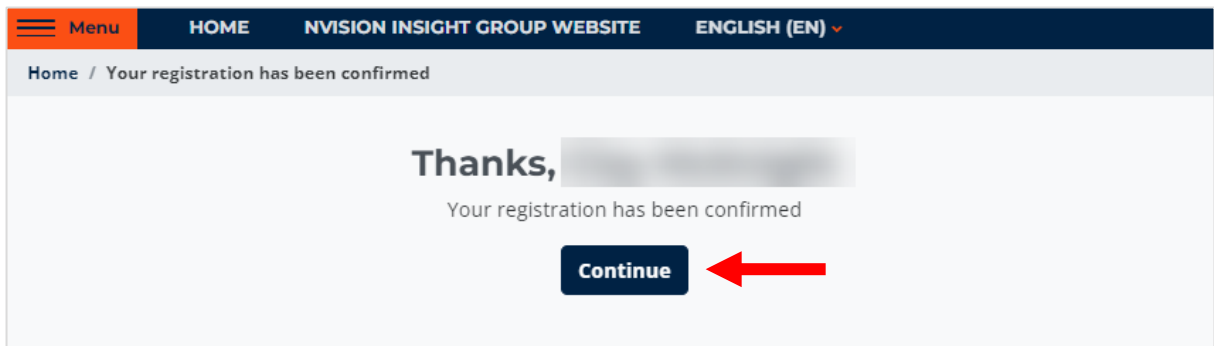 Menu HOME NVISION INSIGHT GROUP WEBSITE ENGLISH (EN)
Home / Your registration has been confirmed
Thanks,
Your registration has been confirmed
Continue